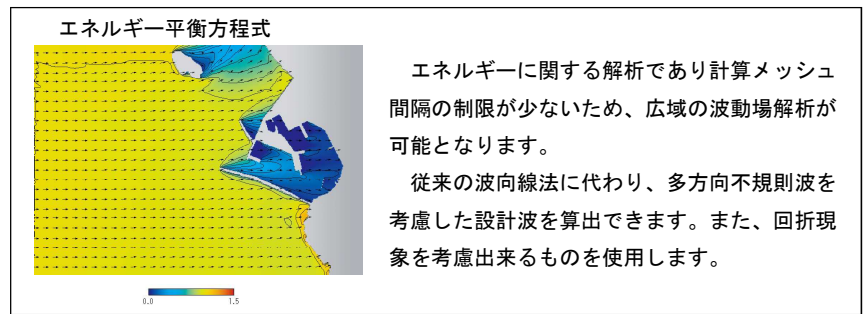 エネルギー平衡方程式
エネルギーに関する解析であり計算メッシュ
間隔の制限が少ないため、広域の波動場解析が
可能となります。
従来の波向線法に代わり、多方向不規則波を
考慮した設計波を算出できます。また、回折現
象を考慮出来るものを使用します。
0.0 1.5